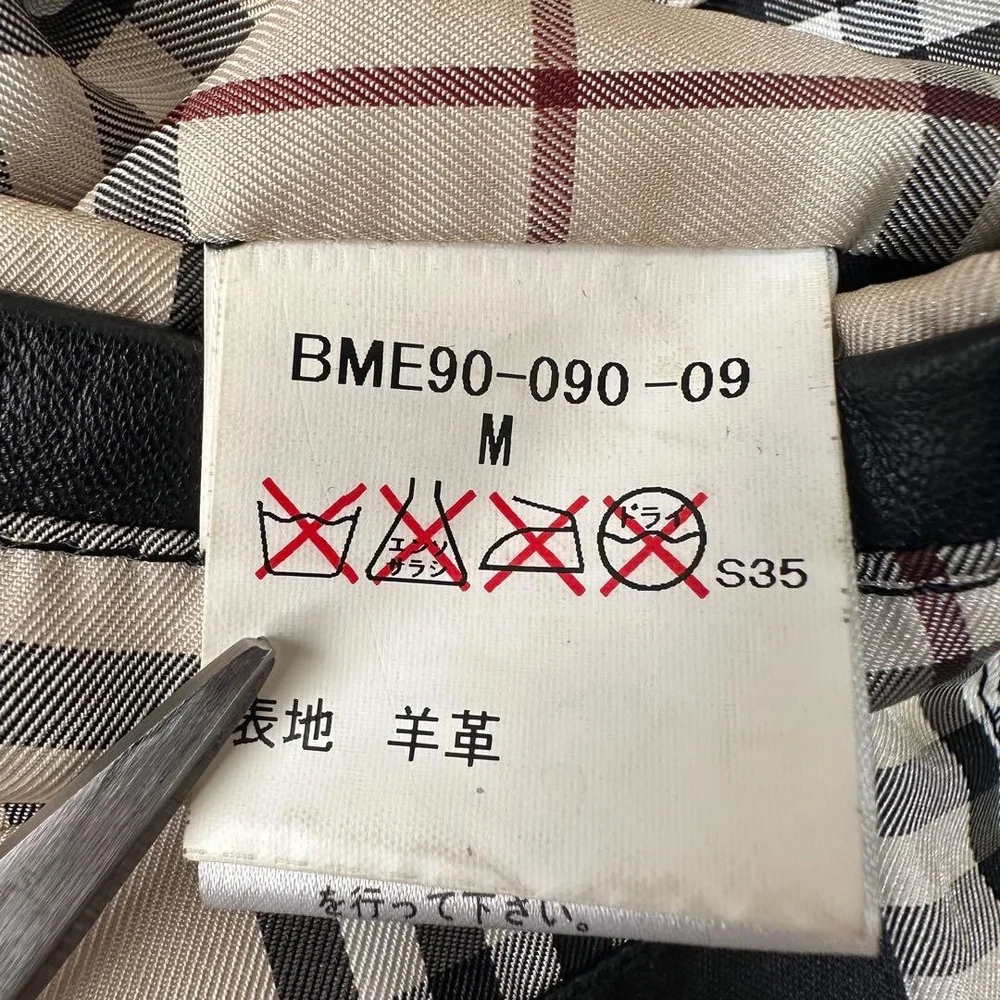 BME90-090-09
M
エンソ
サラシ
ドライ
S35
表地 羊革
を行って下さい。